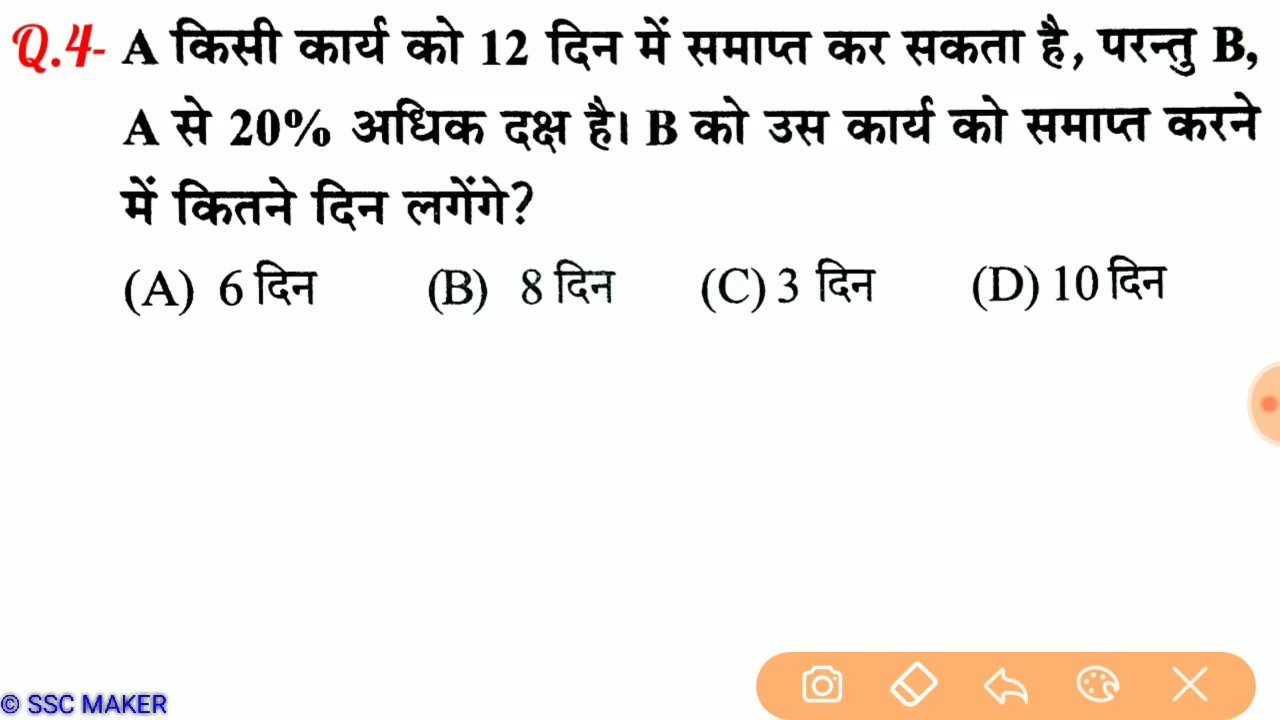 Q.4- A किसी कार्य को 12 दिन में समाप्त कर सकता है, परन्तु B,
A से 20% अधिक दक्ष है। B को उस कार्य को समाप्त करने
में कितने दिन लगेंगे?
(A) 6 दिन (B) 8 दिन (C) 3 दिन (D) 10 दिन
© SSC MAKER